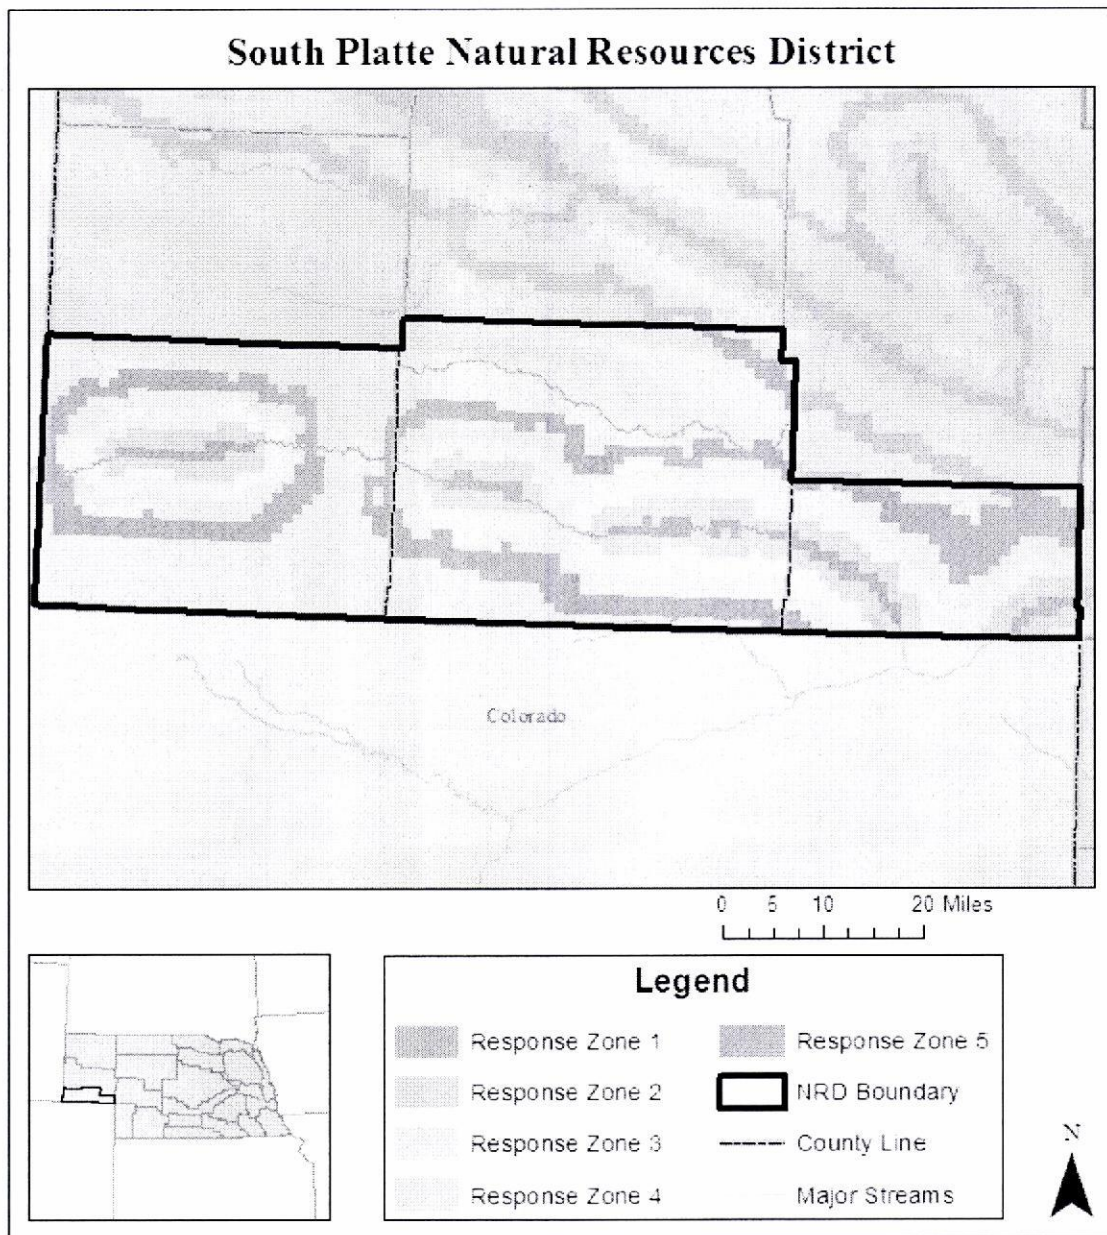 South Platte Natural Resources District
Colorado
0 5 10 20 Miles
Legend
Response Zone 1
Response Zone 2
Response Zone 3
Response Zone 4
Response Zone 5
NRD Boundary
County Line
Major Streams
N